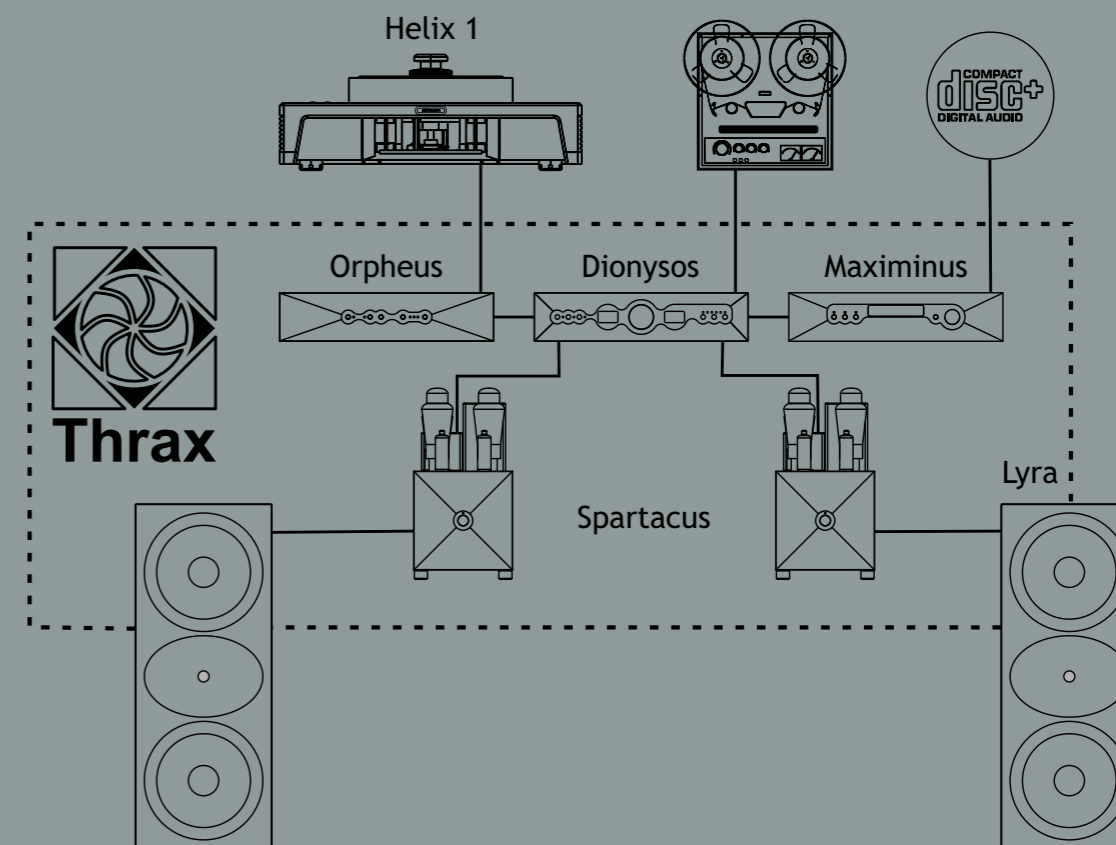 Helix 1
COMPACT
disc+
DIGITAL AUDIO
Orpheus
Dionysos
Maximinus
Thrax
Lyra
Spartacus